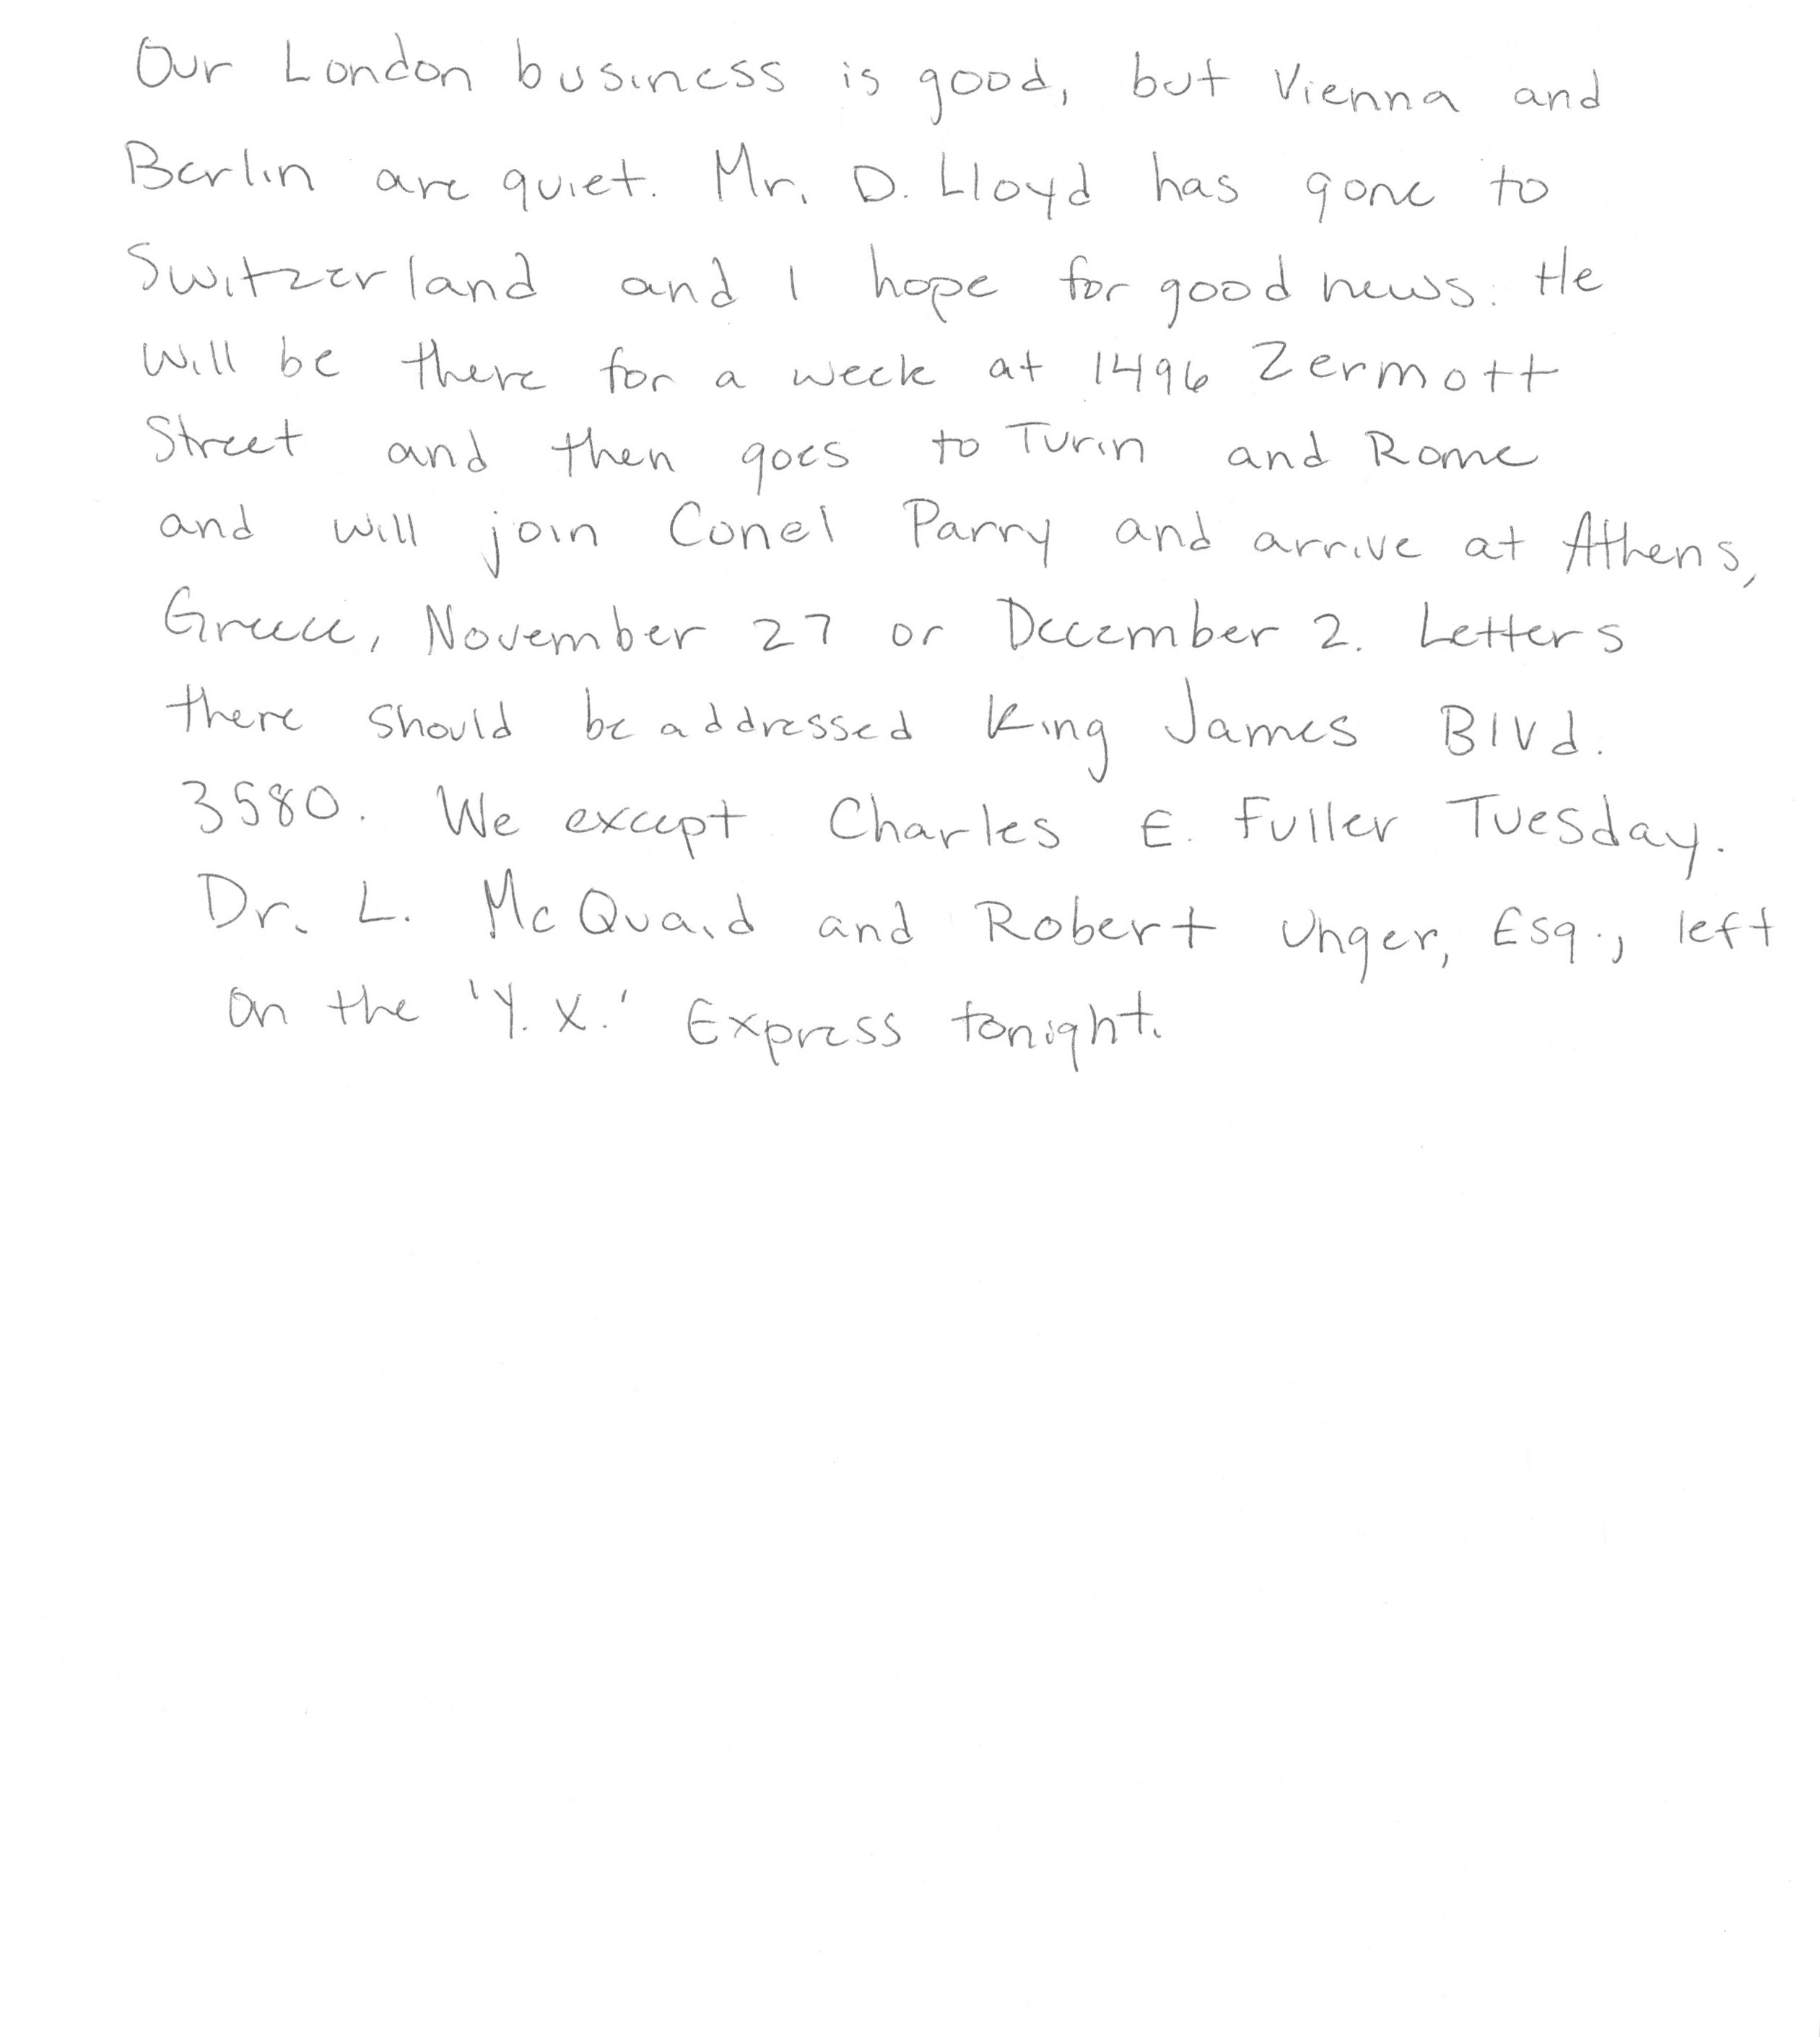 Our London business is good, but Vienna and
Berlin are quiet. Mr. D. Lloyd has gone to
Switzerland and I hope for good news. He
will be there for a week at 1496 Zermott
Street and then goes to Turin and Rome
and will join Conel Parry and arrive at Athens,
Greece, November 27 or December 2. Letters
there should be addressed King James Blvd.
3580. We except Charles E. Fuller Tuesday.
Dr. L. McQuaid and Robert Unger, Esq., left
on the 'Y.X.' Express tonight.